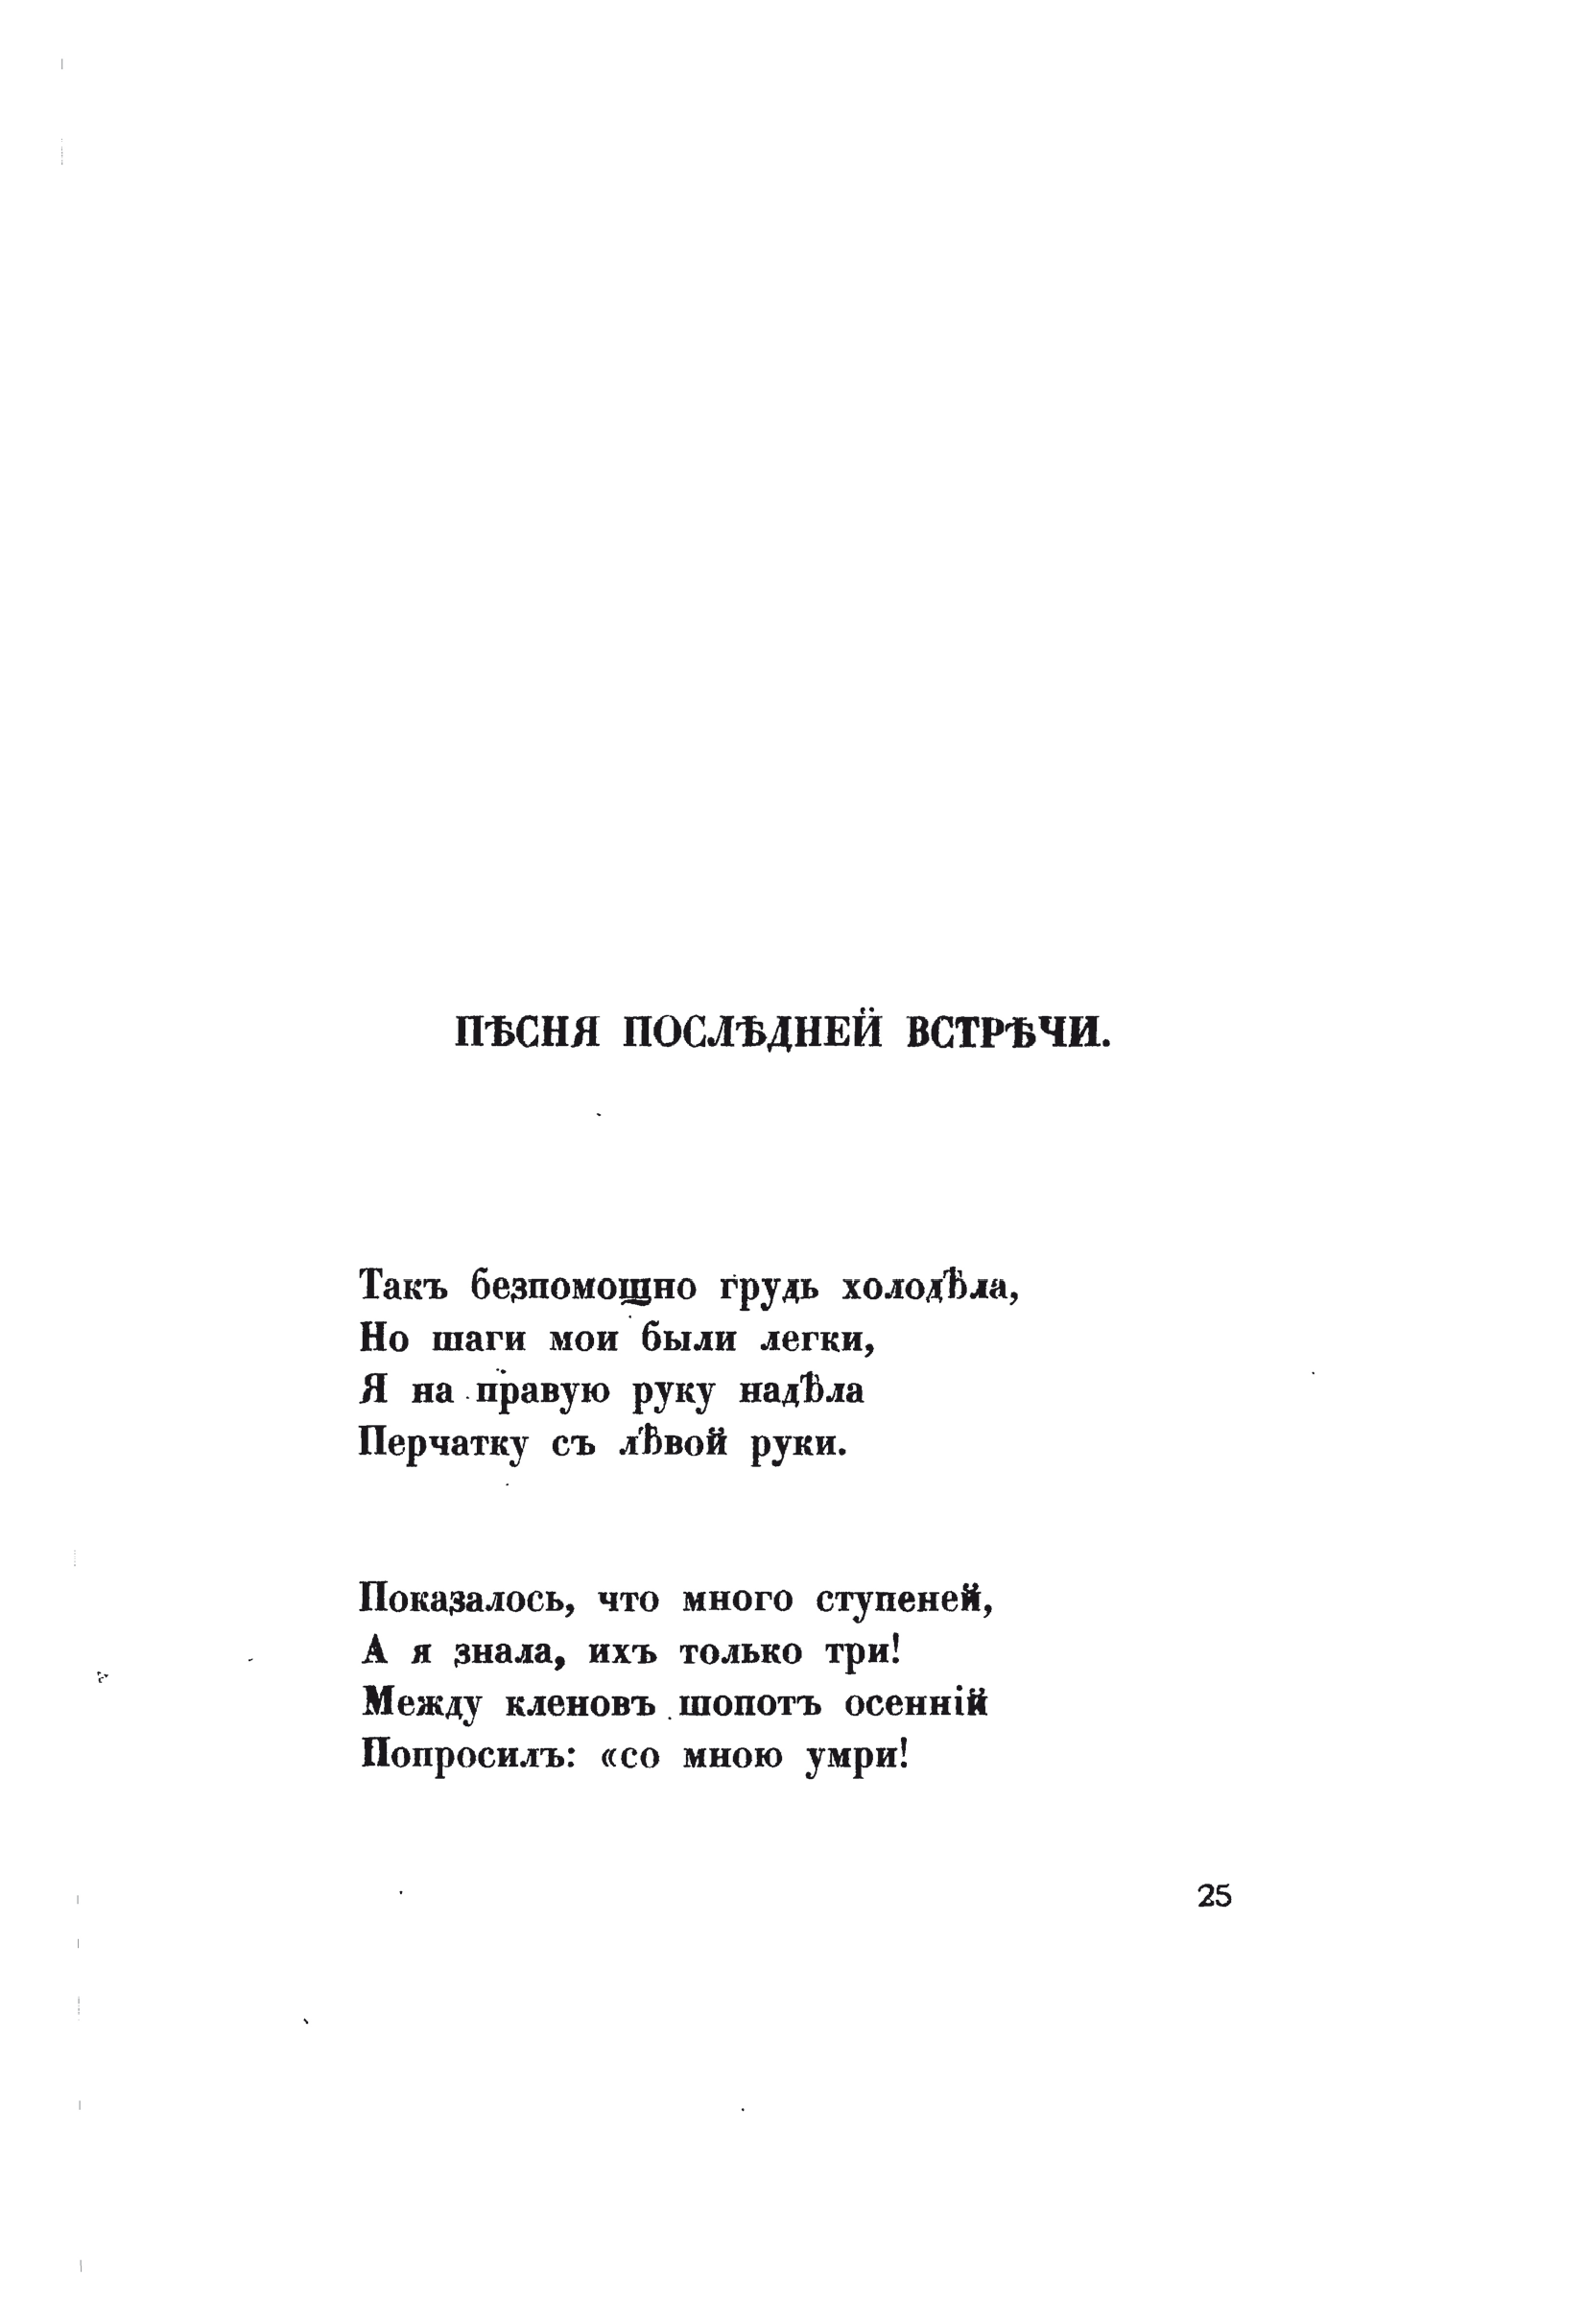 ПѢСНЯ ПОСЛѢДНЕЙ ВСТРѢЧИ.
Такъ безпомощно грудь холодѣла,
Но шаги мои были легки,
Я на правую руку надѣла
Перчатку съ лѣвой руки.
Показалось, что много ступеней,
А я знала, ихъ только три!
Между кленовъ шопотъ осенній
Попросилъ: «со мною умри!
25